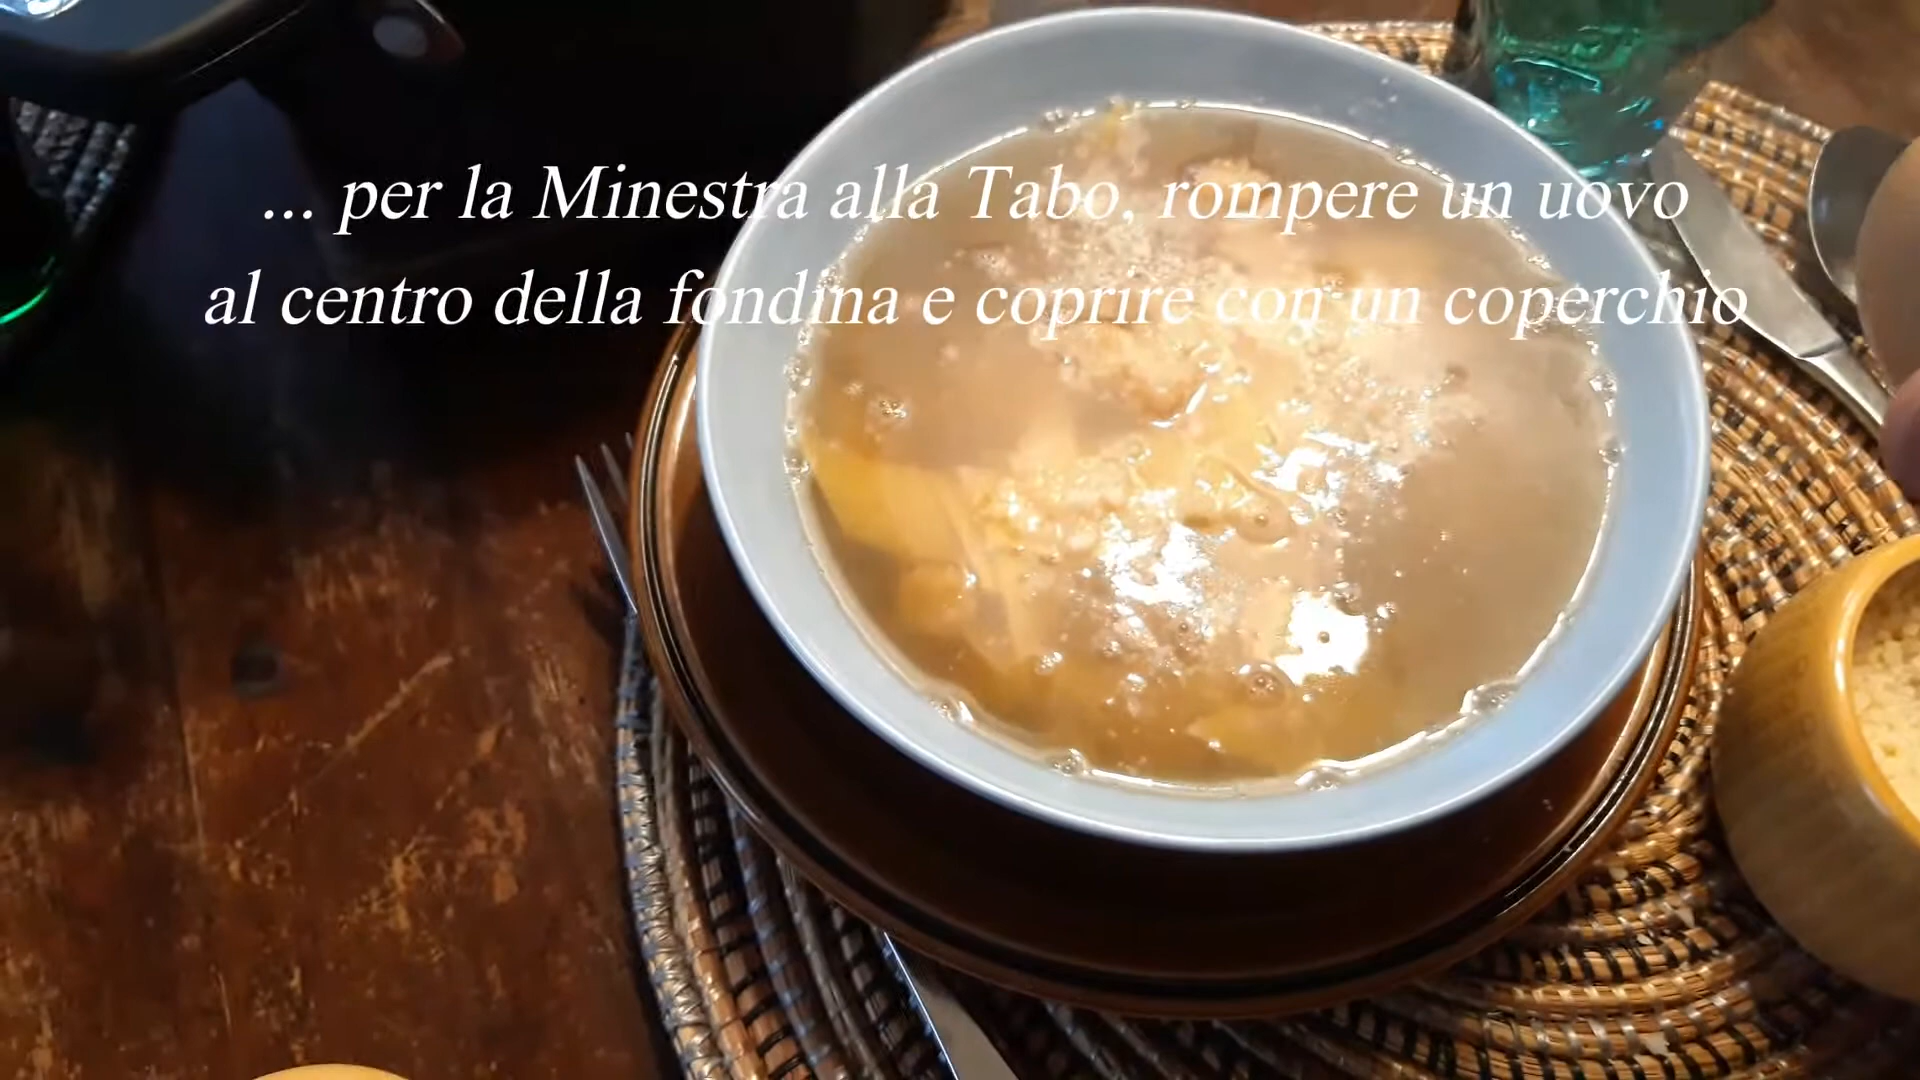 ... per la Minestra alla Tabo, rompere un uovo
al centro della fondina e coprire con un coperchio